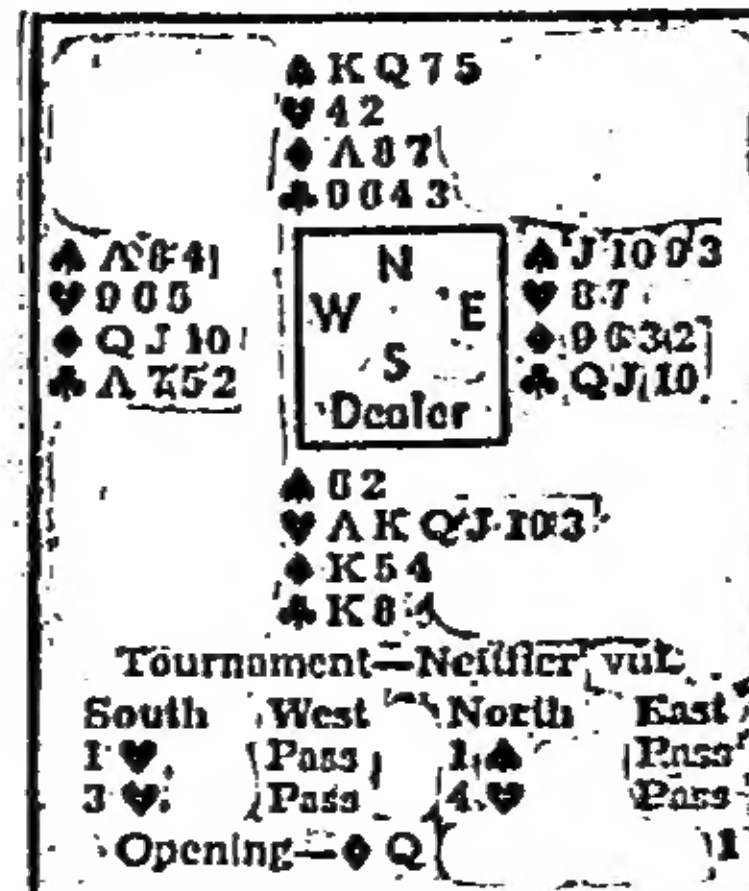 ♠ K Q 7 5
♥ 4 2
♦ A 8 7
♣ 9 6 4 3
♠ A 8 4
♥ 9 6 5
♦ Q J 10
♣ A 7 5 2
N
W E
S
Dealer
♠ J 10 9 3
♥ 8 7
♦ 9 6 3 2
♣ Q J 10
♠ 6 2
♥ A K Q J 10 3
♦ K 5 4
♣ K 8
Tournament—Neither vul.
South West North East
1 ♥ Pass 1 ♠ Pass
3 ♥ Pass 4 ♥ Pass
Opening—♦ Q